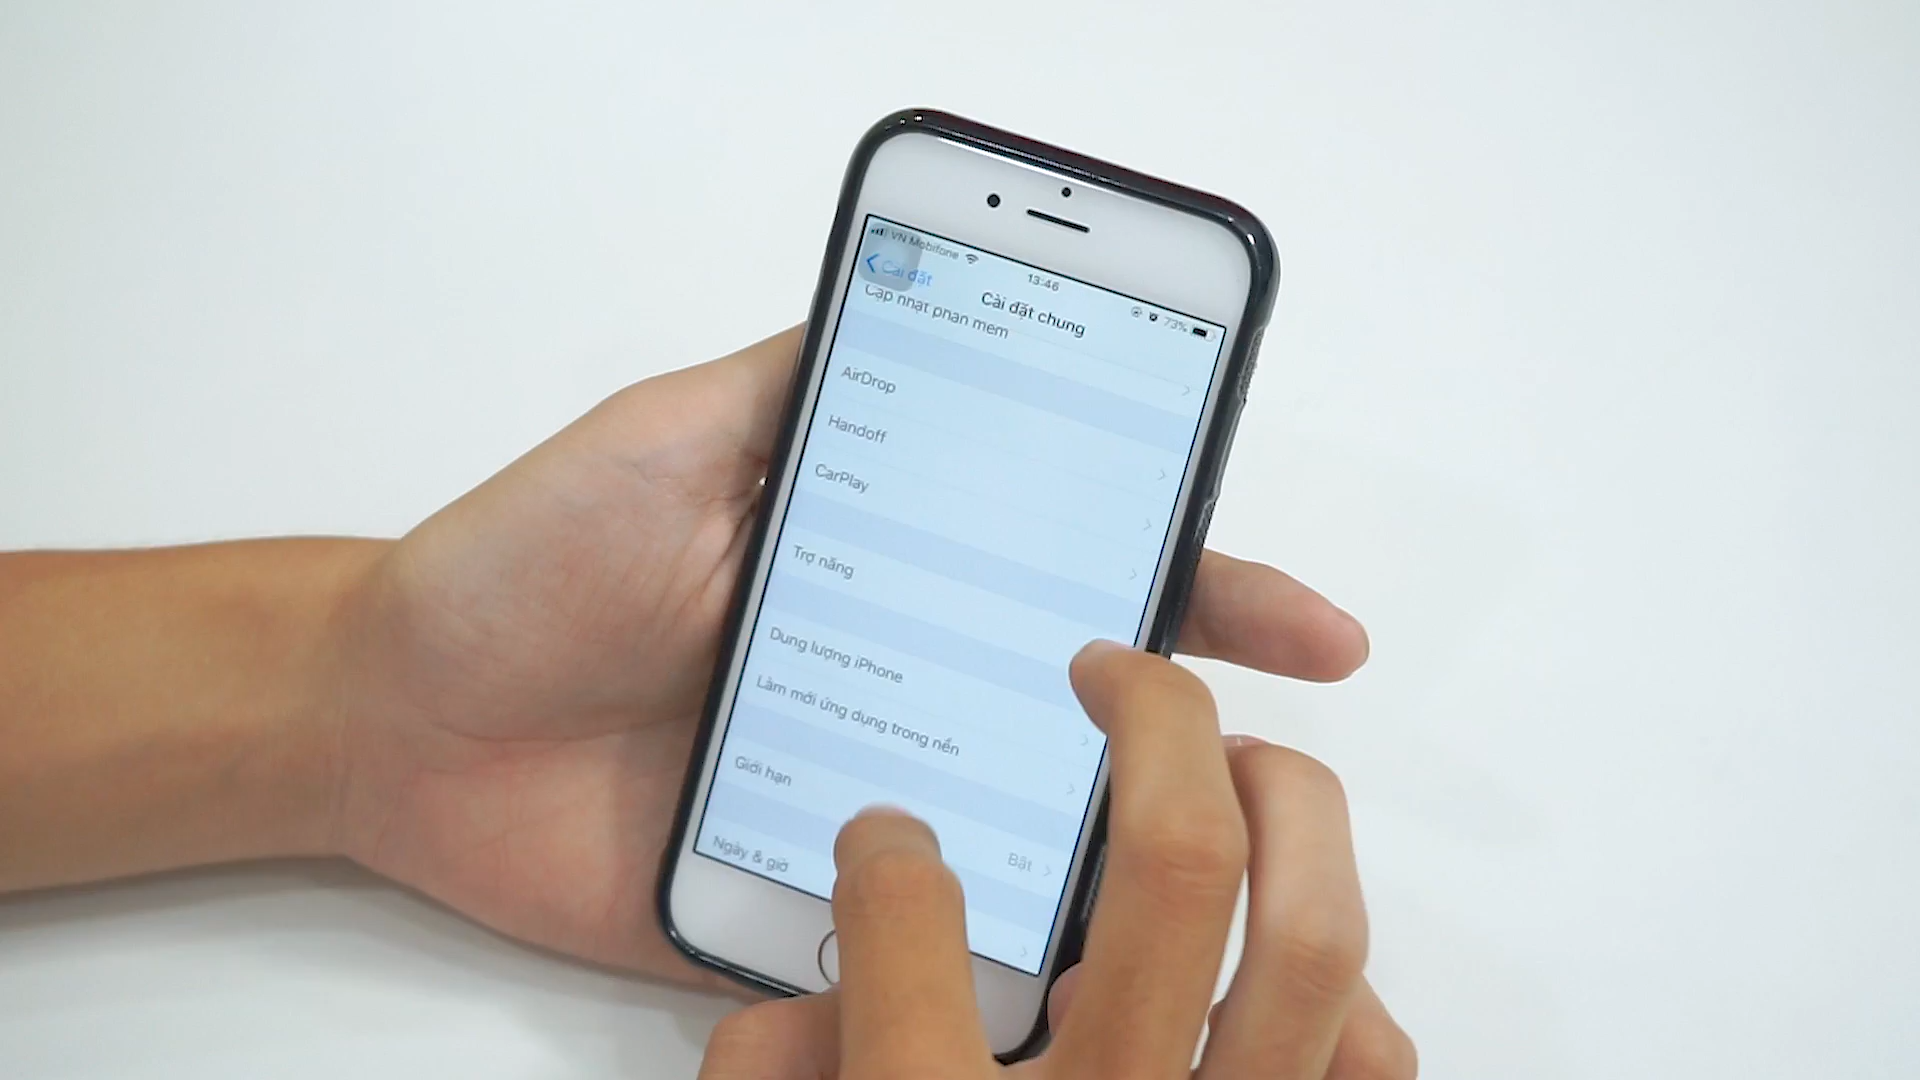 VN Mobifone
13:46
73%
Cài đặt
Cài đặt chung
Cập nhật phần mềm
AirDrop
Handoff
CarPlay
Trợ năng
Dung lượng iPhone
Làm mới ứng dụng trong nền
Giới hạn
Bật
Ngày & giờ